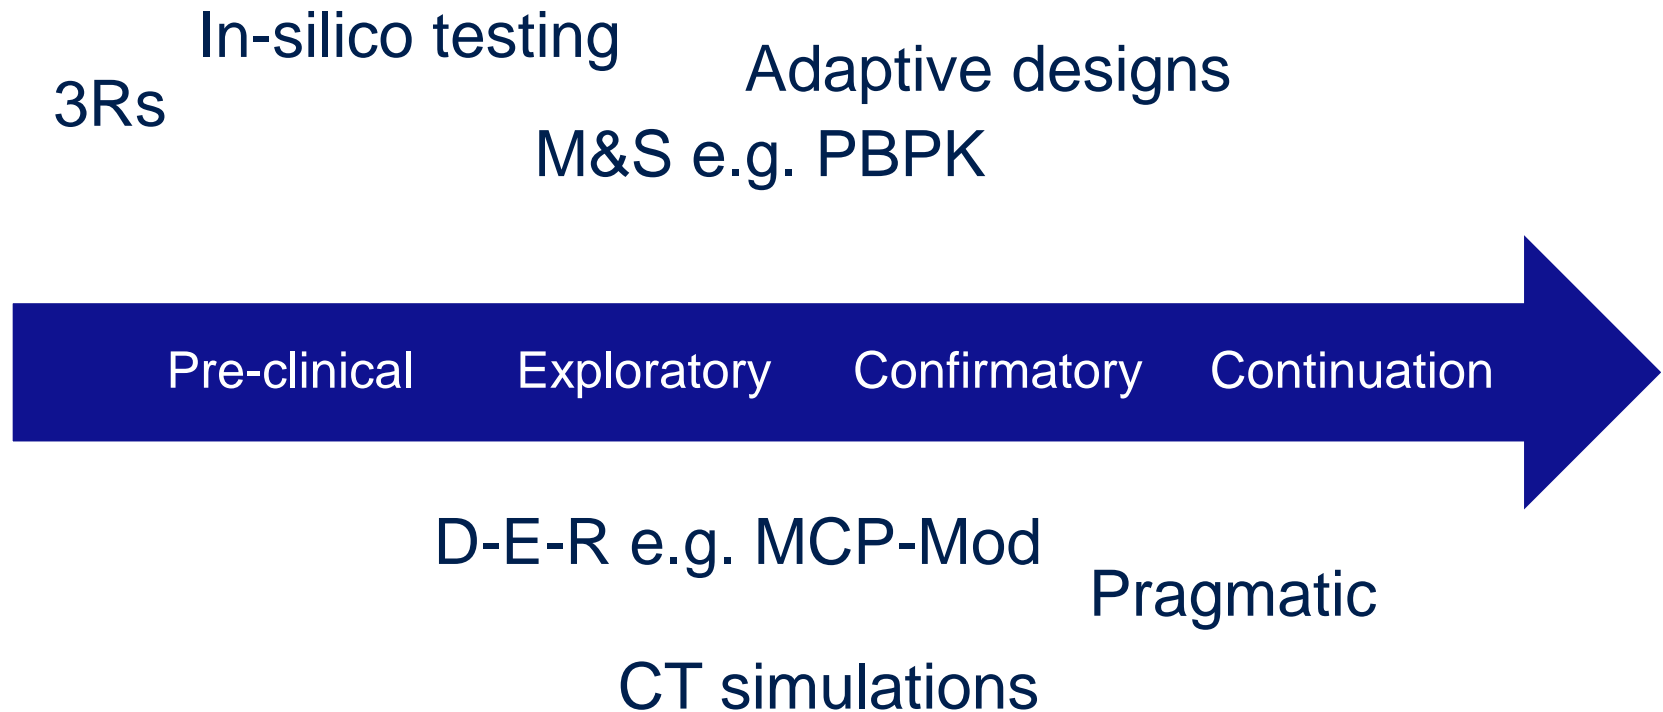 In-silico testing
Adaptive designs
3Rs
M&S e.g. PBPK
Pre-clinical
Exploratory
Confirmatory
Continuation
D-E-R e.g. MCP-Mod
Pragmatic
CT simulations